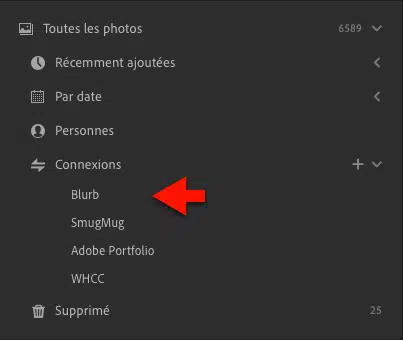 Toutes les photos 6589
Récemment ajoutées
Par date
Personnes
Connexions
Blurb
SmugMug
Adobe Portfolio
WHCC
Supprimé 25